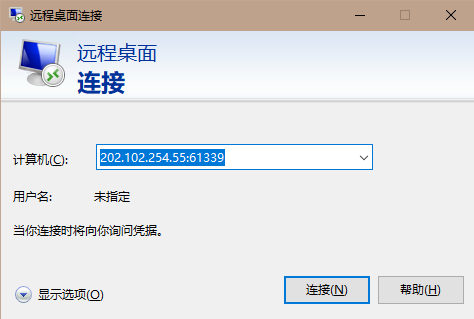 远程桌面连接
远程桌面
连接
计算机(C):
202.102.254.55:61339
用户名:
未指定
当你连接时将向你询问凭据。
显示选项(O)
连接(N)
帮助(H)